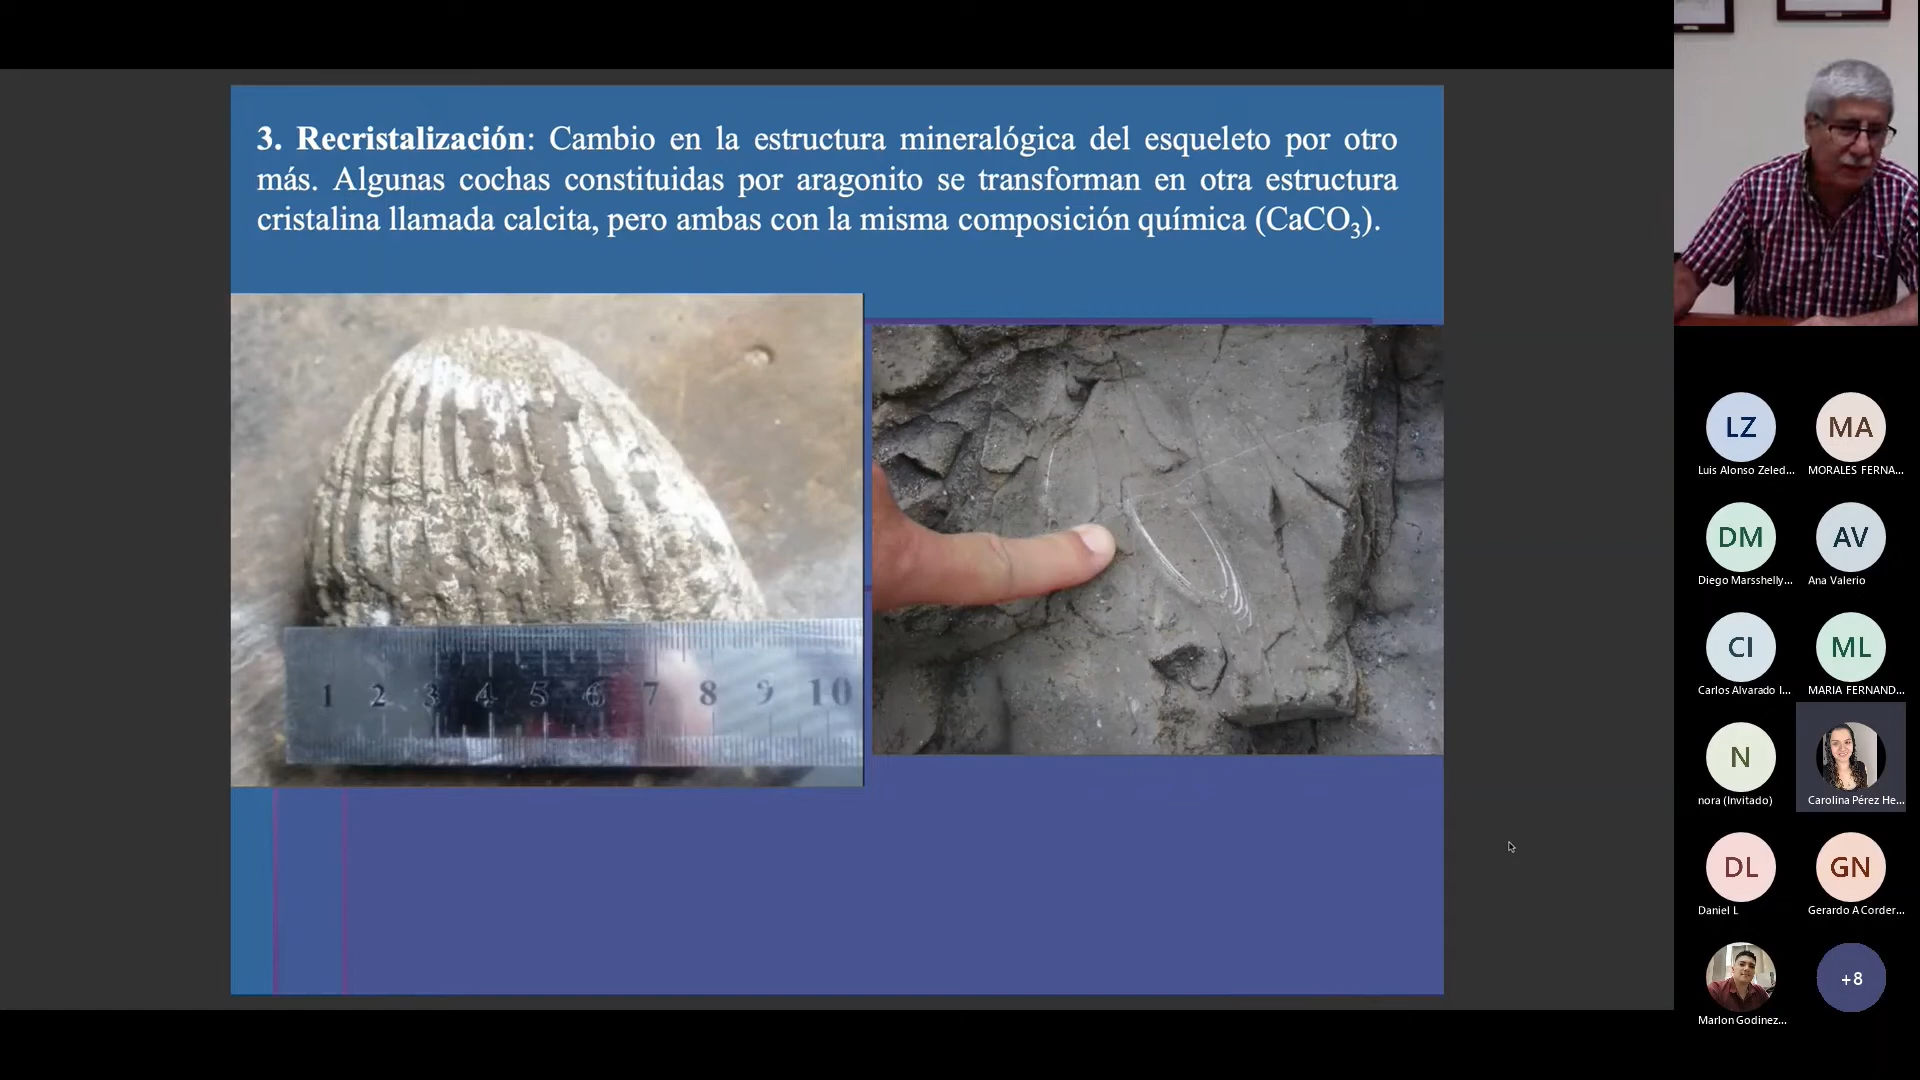 3. Recristalización: Cambio en la estructura mineralógica del esqueleto por otro
más. Algunas cochas constituidas por aragonito se transforman en otra estructura
cristalina llamada calcita, pero ambas con la misma composición química (CaCO₃).
1 2 3 4 5 6 7 8 9 10
LZ
Luis Alonso Zeled...
MA
MORALES FERNA...
DM
Diego Marsshelly...
AV
Ana Valerio
CI
Carlos Alvarado I...
ML
MARIA FERNAND...
N
nora (Invitado)
Carolina Pérez He...
DL
Daniel L
GN
Gerardo A Corder...
Marlon Godinez...
+8